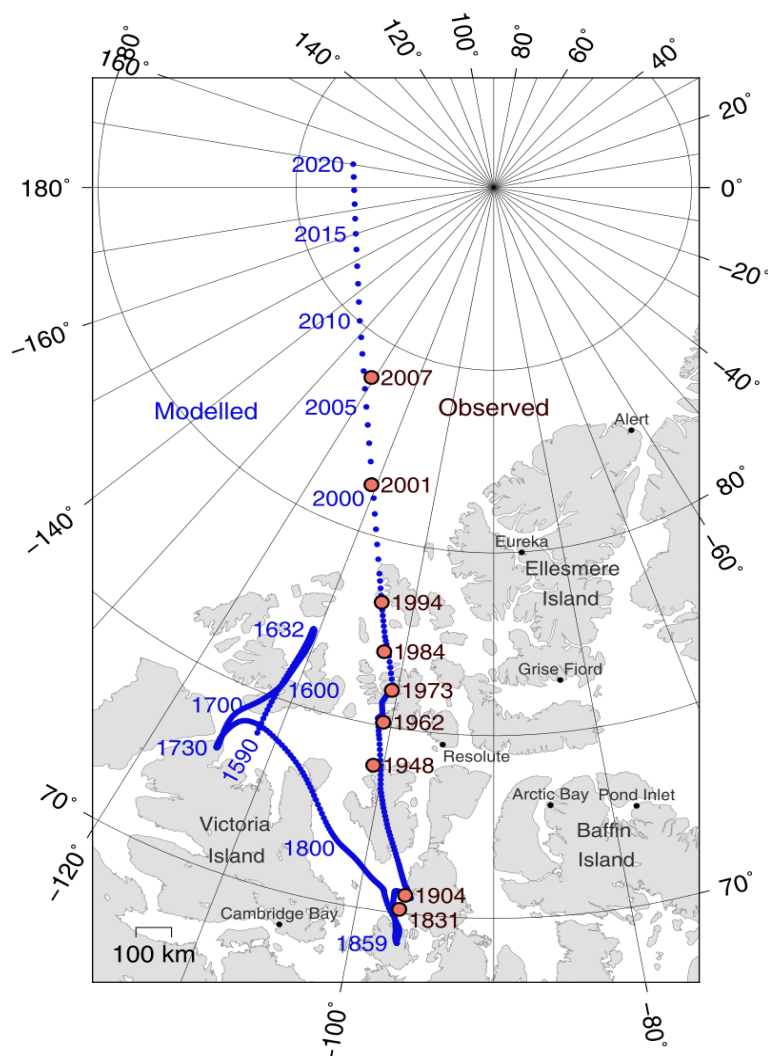 180°
160°
140°
120°
100°
80°
60°
40°
20°
2020
180°
0°
2015
−20°
2010
−160°
2007
−40°
2005
Modelled
Observed
Alert
2001
80°
2000
−140°
−60°
Eureka
Ellesmere
Island
1994
1632
1984
Grise Fiord
1600
1973
1700
1962
1730
1590
Resolute
1948
70°
Arctic Bay
Pond Inlet
Victoria
Island
Baffin
Island
1800
−120°
70°
1904
Cambridge Bay
1831
1859
100 km
−100°
−80°